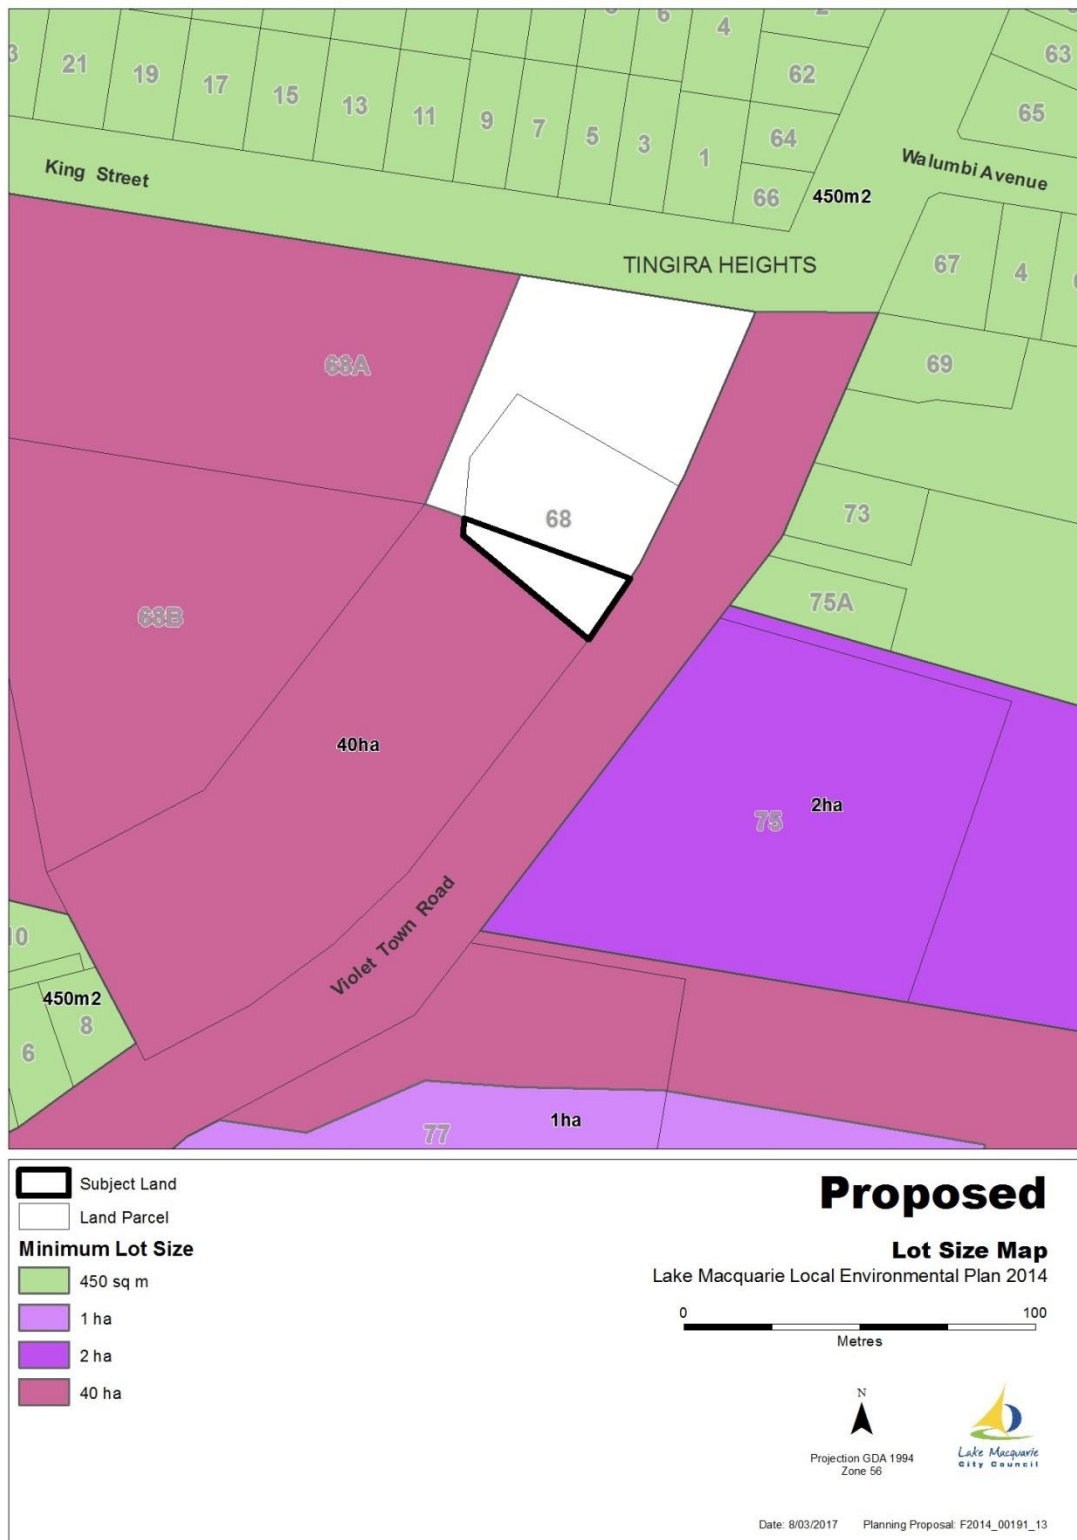 6
4
2
63
3
21
19
17
15
13
11
9
7
5
3
1
62
64
66
65
King Street
Walumbi Avenue
450m2
TINGIRA HEIGHTS
67
4
68A
69
68
73
75A
68B
40ha
2ha
75
Violet Town Road
10
450m2
8
6
77
1ha
Subject Land
Land Parcel
Minimum Lot Size
450 sq m
1 ha
2 ha
40 ha
Proposed
Lot Size Map
Lake Macquarie Local Environmental Plan 2014
0 100
Metres
N
Projection GDA 1994
Zone 56
Lake Macquarie
City Council
Date: 8/03/2017 Planning Proposal: F2014_00191_13